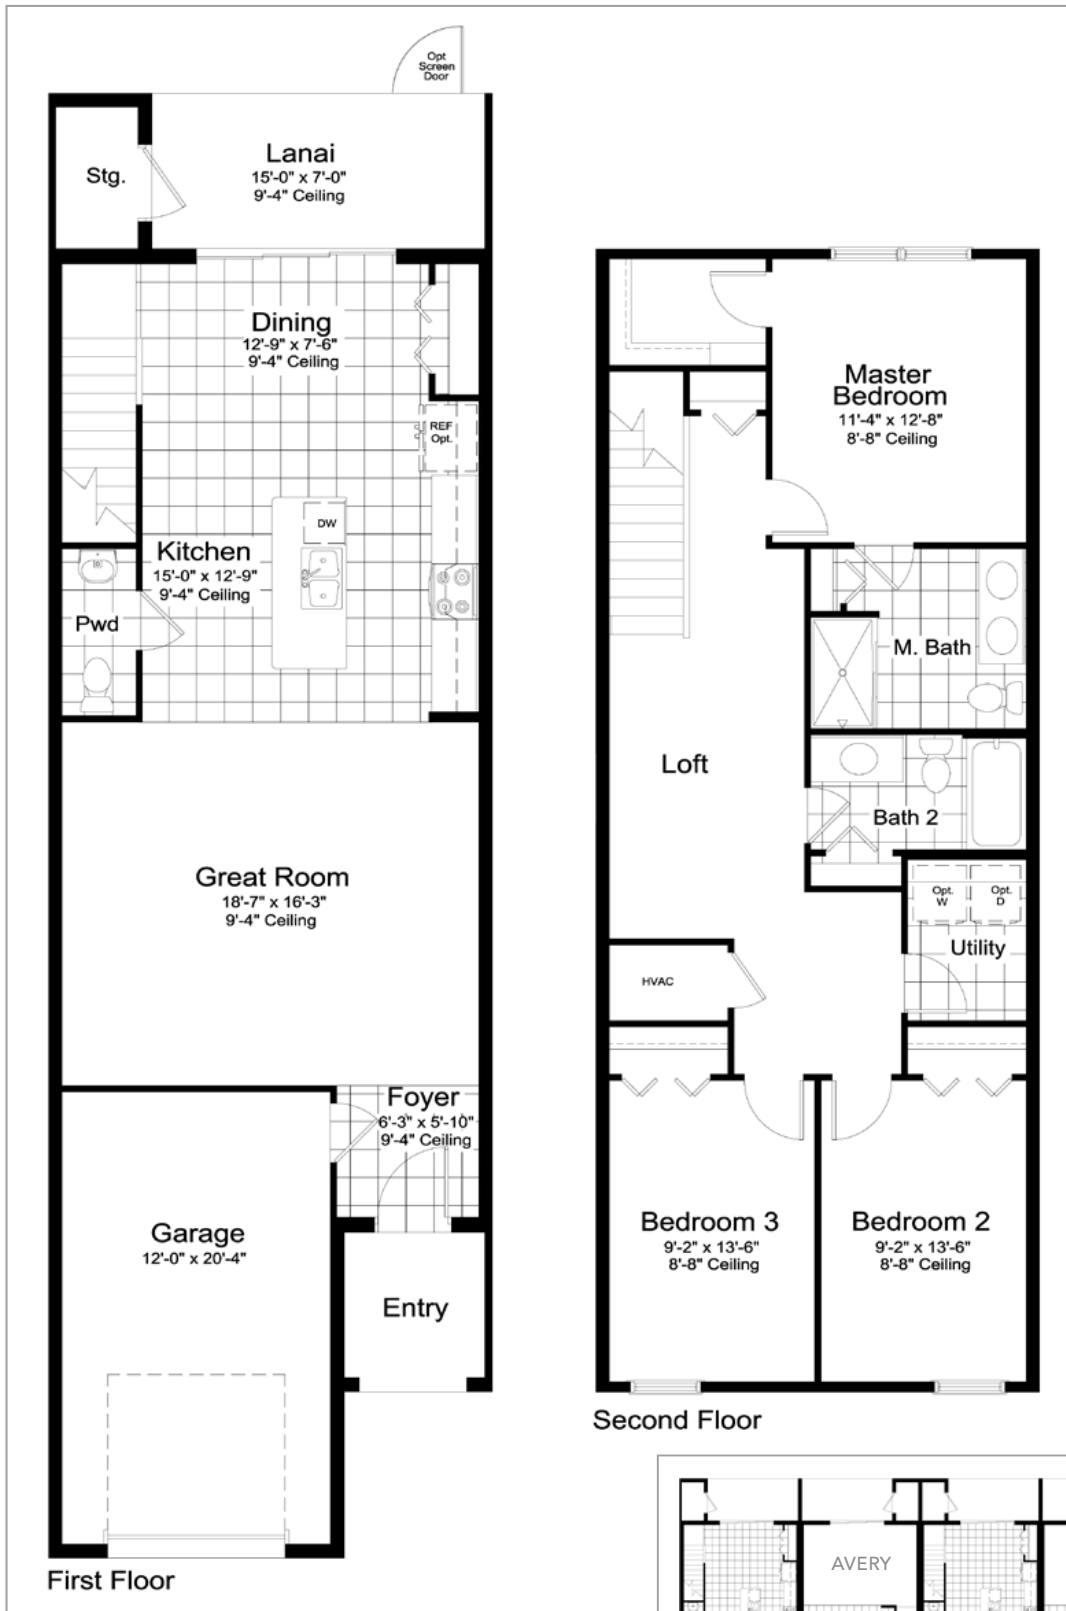 Opt
Screen
Door
Stg.
Lanai
15'-0" x 7'-0"
9'-4" Ceiling
Dining
12'-9" x 7'-6"
9'-4" Ceiling
REF
Opt.
DW
Kitchen
15'-0" x 12'-9"
9'-4" Ceiling
Pwd
Great Room
18'-7" x 16'-3"
9'-4" Ceiling
Foyer
6'-3" x 5'-10"
9'-4" Ceiling
Garage
12'-0" x 20'-4"
Entry
First Floor
Master
Bedroom
11'-4" x 12'-8"
8'-8" Ceiling
M. Bath
Loft
Bath 2
Opt.
W
Opt.
D
Utility
HVAC
Bedroom 3
9'-2" x 13'-6"
8'-8" Ceiling
Bedroom 2
9'-2" x 13'-6"
8'-8" Ceiling
Second Floor
AVERY